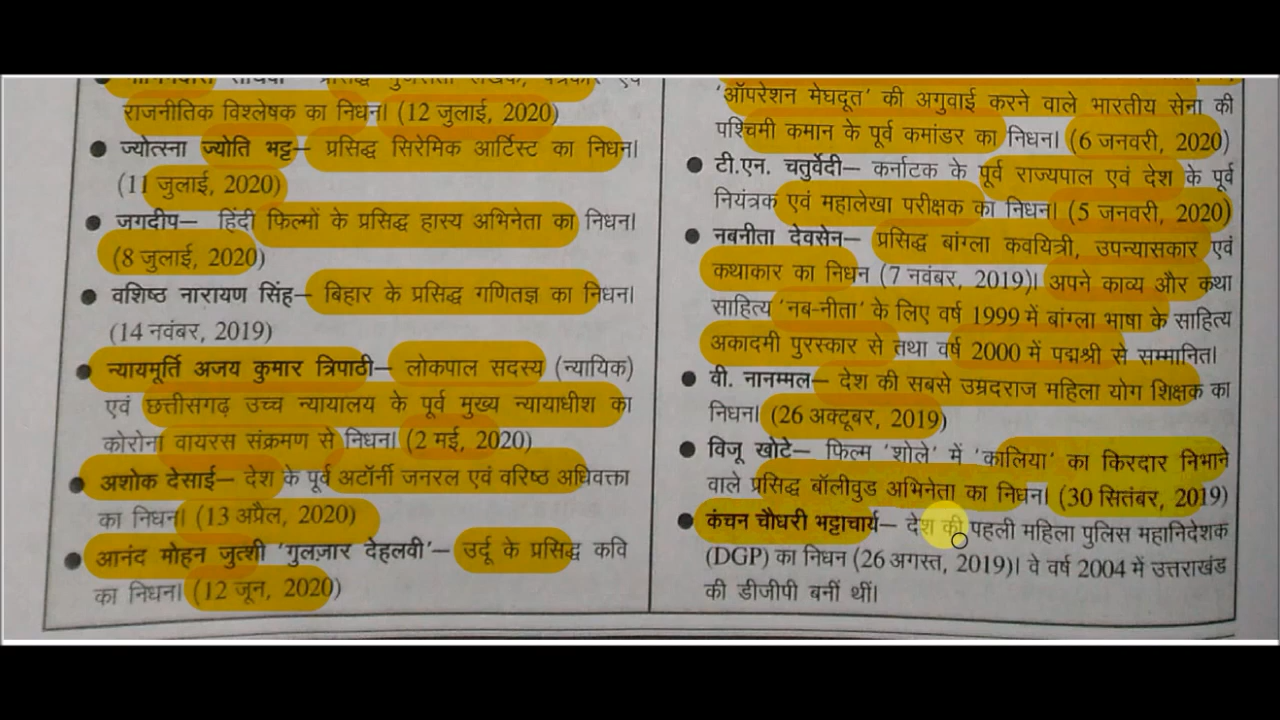 राजनीतिक विश्लेषक का निधन। (12 जुलाई, 2020)
● ज्योत्स्ना ज्योति भट्ट– प्रसिद्ध सिरेमिक आर्टिस्ट का निधन।
(11 जुलाई, 2020)
● जगदीप– हिंदी फिल्मों के प्रसिद्ध हास्य अभिनेता का निधन।
(8 जुलाई, 2020)
● वशिष्ठ नारायण सिंह– बिहार के प्रसिद्ध गणितज्ञ का निधन।
(14 नवंबर, 2019)
● न्यायमूर्ति अजय कुमार त्रिपाठी– लोकपाल सदस्य (न्यायिक)
एवं छत्तीसगढ़ उच्च न्यायालय के पूर्व मुख्य न्यायाधीश का
कोरोना वायरस संक्रमण से निधन। (2 मई, 2020)
● अशोक देसाई– देश के पूर्व अटॉर्नी जनरल एवं वरिष्ठ अधिवक्ता
का निधन। (13 अप्रैल, 2020)
● आनंद मोहन जुत्शी 'गुलज़ार देहलवी'– उर्दू के प्रसिद्ध कवि
का निधन। (12 जून, 2020)
'ऑपरेशन मेघदूत' की अगुवाई करने वाले भारतीय सेना की
पश्चिमी कमान के पूर्व कमांडर का निधन। (6 जनवरी, 2020)
● टी.एन. चतुर्वेदी– कर्नाटक के पूर्व राज्यपाल एवं देश के पूर्व
नियंत्रक एवं महालेखा परीक्षक का निधन। (5 जनवरी, 2020)
● नबनीता देवसेन– प्रसिद्ध बांग्ला कवयित्री, उपन्यासकार एवं
कथाकार का निधन (7 नवंबर, 2019)। अपने काव्य और कथा
साहित्य 'नब-नीता' के लिए वर्ष 1999 में बांग्ला भाषा के साहित्य
अकादमी पुरस्कार से तथा वर्ष 2000 में पद्मश्री से सम्मानित।
● वी. नानम्मल– देश की सबसे उम्रदराज महिला योग शिक्षक का
निधन। (26 अक्टूबर, 2019)
● विजू खोटे– फिल्म 'शोले' में 'कालिया' का किरदार निभाने
वाले प्रसिद्ध बॉलीवुड अभिनेता का निधन। (30 सितंबर, 2019)
● कंचन चौधरी भट्टाचार्य– देश की पहली महिला पुलिस महानिदेशक
(DGP) का निधन (26 अगस्त, 2019)। वे वर्ष 2004 में उत्तराखंड
की डीजीपी बनीं थीं।